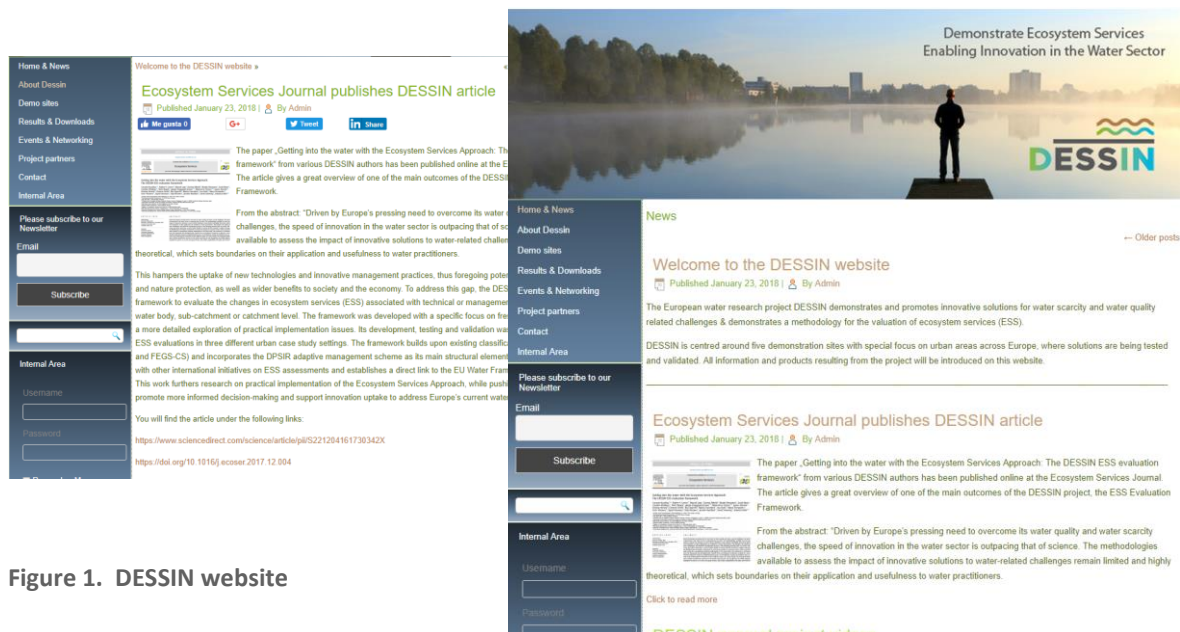 Home & News
About Dessin
Demo sites
Results & Downloads
Events & Networking
Project partners
Contact
Internal Area
Please subscribe to our
Newsletter
Email
Subscribe
Internal Area
Username
Password
Welcome to the DESSIN website »
Ecosystem Services Journal publishes DESSIN article
Published January 23, 2018 | By Admin
Me gusta 0
G+
Tweet
in Share
The paper „Getting into the water with the Ecosystem Services Approach: The
framework“ from various DESSIN authors has been published online at the E
The article gives a great overview of one of the main outcomes of the DESSI
Framework.
From the abstract: “Driven by Europe’s pressing need to overcome its water
challenges, the speed of innovation in the water sector is outpacing that of sc
available to assess the impact of innovative solutions to water-related challen
theoretical, which sets boundaries on their application and usefulness to water practitioners.
This hampers the uptake of new technologies and innovative management practices, thus foregoing poten
and nature protection, as well as wider benefits to society and the economy. To address this gap, the DES
framework to evaluate the changes in ecosystem services (ESS) associated with technical or managemen
water body, sub-catchment or catchment level. The framework was developed with a specific focus on fre
a more detailed exploration of practical implementation issues. Its development, testing and validation wa
ESS evaluations in three different urban case study settings. The framework builds upon existing classific
and FEGS-CS) and incorporates the DPSIR adaptive management scheme as its main structural element
with other international initiatives on ESS assessments and establishes a direct link to the EU Water Fram
This work furthers research on practical implementation of the Ecosystem Services Approach, while pushi
promote more informed decision-making and support innovation uptake to address Europe’s current wate
You will find the article under the following links:
https://www.sciencedirect.com/science/article/pii/S221204161730342X
https://doi.org/10.1016/j.ecoser.2017.12.004
Figure 1. DESSIN website
Demonstrate Ecosystem Services
Enabling Innovation in the Water Sector
DESSIN
Home & News
About Dessin
Demo sites
Results & Downloads
Events & Networking
Project partners
Contact
Internal Area
Please subscribe to our
Newsletter
Email
Subscribe
Internal Area
Username
Password
News
← Older posts
Welcome to the DESSIN website
Published January 23, 2018 | By Admin
The European water research project DESSIN demonstrates and promotes innovative solutions for water scarcity and water quality
related challenges & demonstrates a methodology for the valuation of ecosystem services (ESS).
DESSIN is centred around five demonstration sites with special focus on urban areas across Europe, where solutions are being tested
and validated. All information and products resulting from the project will be introduced on this website.
Ecosystem Services Journal publishes DESSIN article
Published January 23, 2018 | By Admin
The paper „Getting into the water with the Ecosystem Services Approach: The DESSIN ESS evaluation
framework“ from various DESSIN authors has been published online at the Ecosystem Services Journal.
The article gives a great overview of one of the main outcomes of the DESSIN project, the ESS Evaluation
Framework.
From the abstract: “Driven by Europe’s pressing need to overcome its water quality and water scarcity
challenges, the speed of innovation in the water sector is outpacing that of science. The methodologies
available to assess the impact of innovative solutions to water-related challenges remain limited and highly
theoretical, which sets boundaries on their application and usefulness to water practitioners.
Click to read more